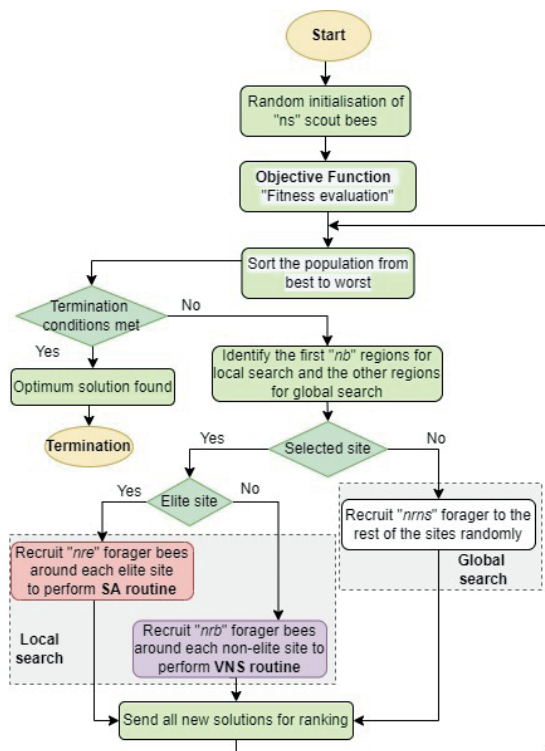 Start
Random initialisation of
"ns" scout bees
Objective Function
"Fitness evaluation"
Sort the population from
best to worst
Termination
conditions met
No
Yes
Identify the first "nb" regions for
local search and the other regions
for global search
Optimum solution found
Termination
Yes
Selected site
No
Yes
Elite site
No
Recruit "nrns" forager to the
rest of the sites randomly
Global
search
Recruit "nre" forager bees
around each elite site
to perform SA routine
Local
search
Recruit "nrb" forager bees
around each non-elite site to
perform VNS routine
Send all new solutions for ranking